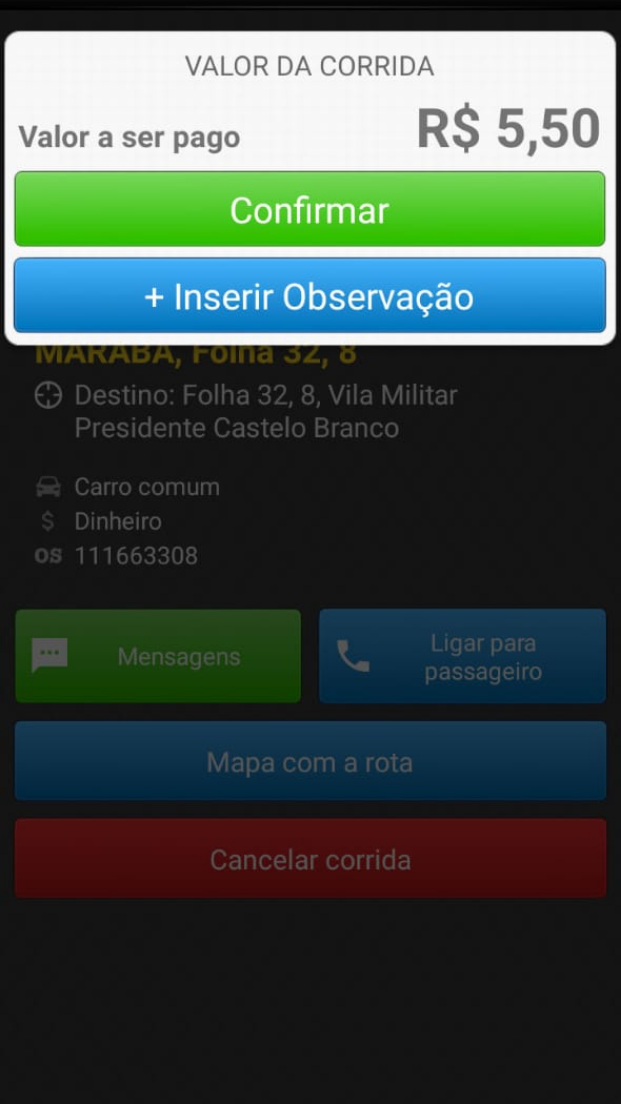 VALOR DA CORRIDA
Valor a ser pago R$ 5,50
Confirmar
+ Inserir Observação
MARABÁ, Folha 32, 8
Destino: Folha 32, 8, Vila Militar
Presidente Castelo Branco
Carro comum
$ Dinheiro
OS 111663308
Mensagens
Ligar para
passageiro
Mapa com a rota
Cancelar corrida